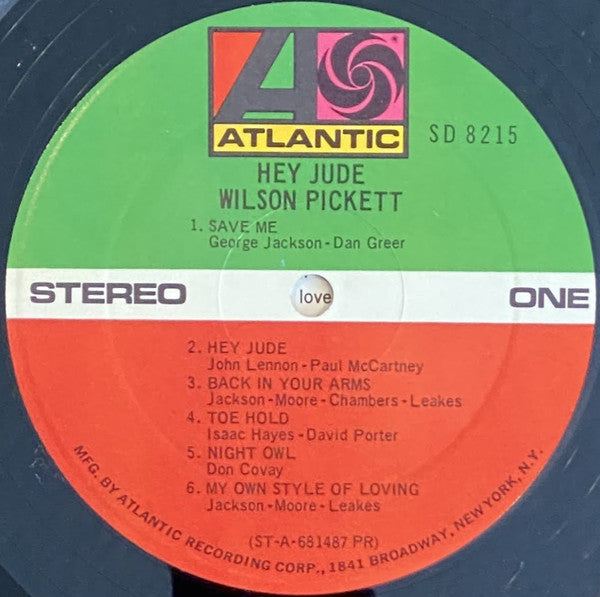 ATLANTIC
SD 8215
HEY JUDE
WILSON PICKETT
1. SAVE ME
George Jackson - Dan Greer
STEREO love ONE
2. HEY JUDE
John Lennon - Paul McCartney
3. BACK IN YOUR ARMS
Jackson - Moore - Chambers - Leakes
4. TOE HOLD
Isaac Hayes - David Porter
5. NIGHT OWL
Don Covay
6. MY OWN STYLE OF LOVING
Jackson - Moore - Leakes
(ST-A-681487 PR)
MFG. BY ATLANTIC RECORDING CORP., 1841 BROADWAY, NEW YORK, N.Y.